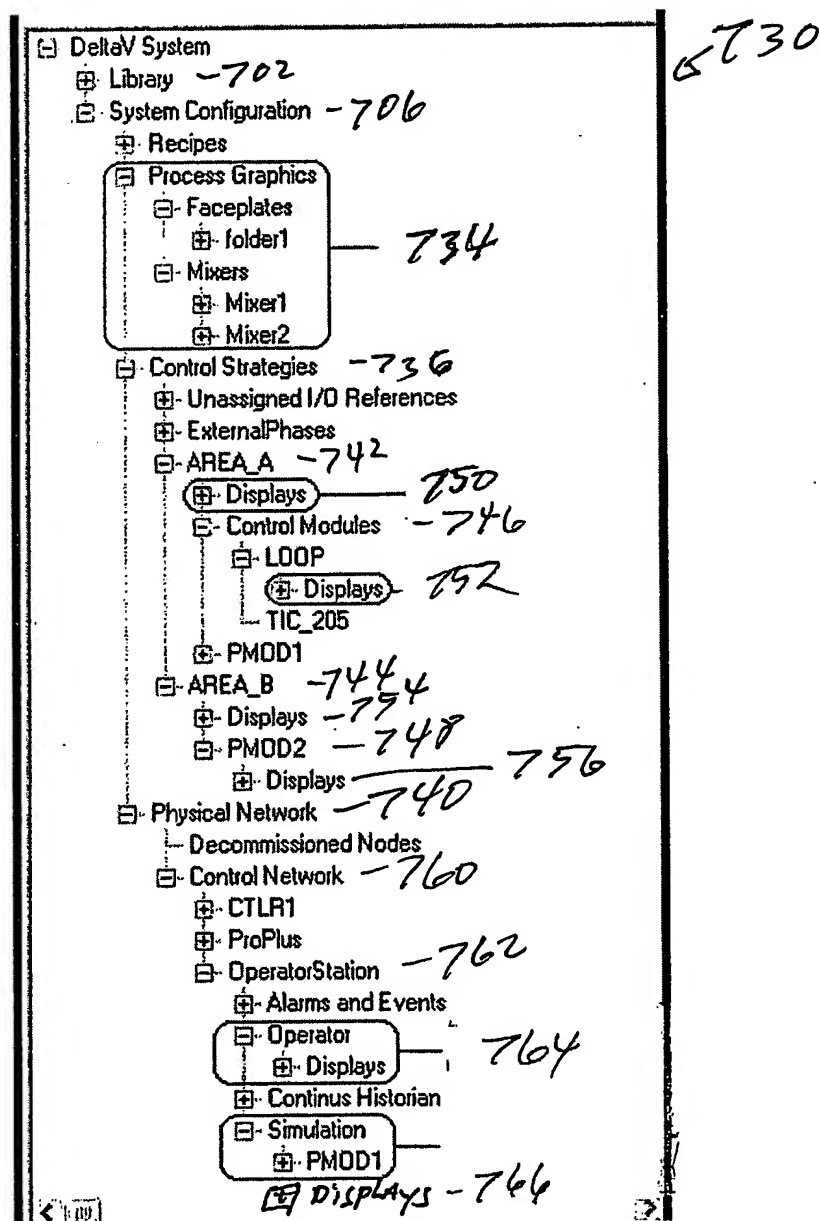 730
DeltaV System
Library - 702
System Configuration - 706
Recipes
Process Graphics
Faceplates
folder1
734
Mixers
Mixer1
Mixer2
Control Strategies - 736
Unassigned I/O References
ExternalPhases
AREA_A - 742
Displays 750
Control Modules - 746
LOOP
Displays - 752
TIC_205
PMOD1
AREA_B - 744
Displays - 754
PMOD2 - 748
Displays 756
Physical Network - 740
Decommissioned Nodes
Control Network - 760
CTLR1
ProPlus
OperatorStation - 762
Alarms and Events
Operator
Displays 764
Continus Historian
Simulation
PMOD1
DISPLAYS - 766